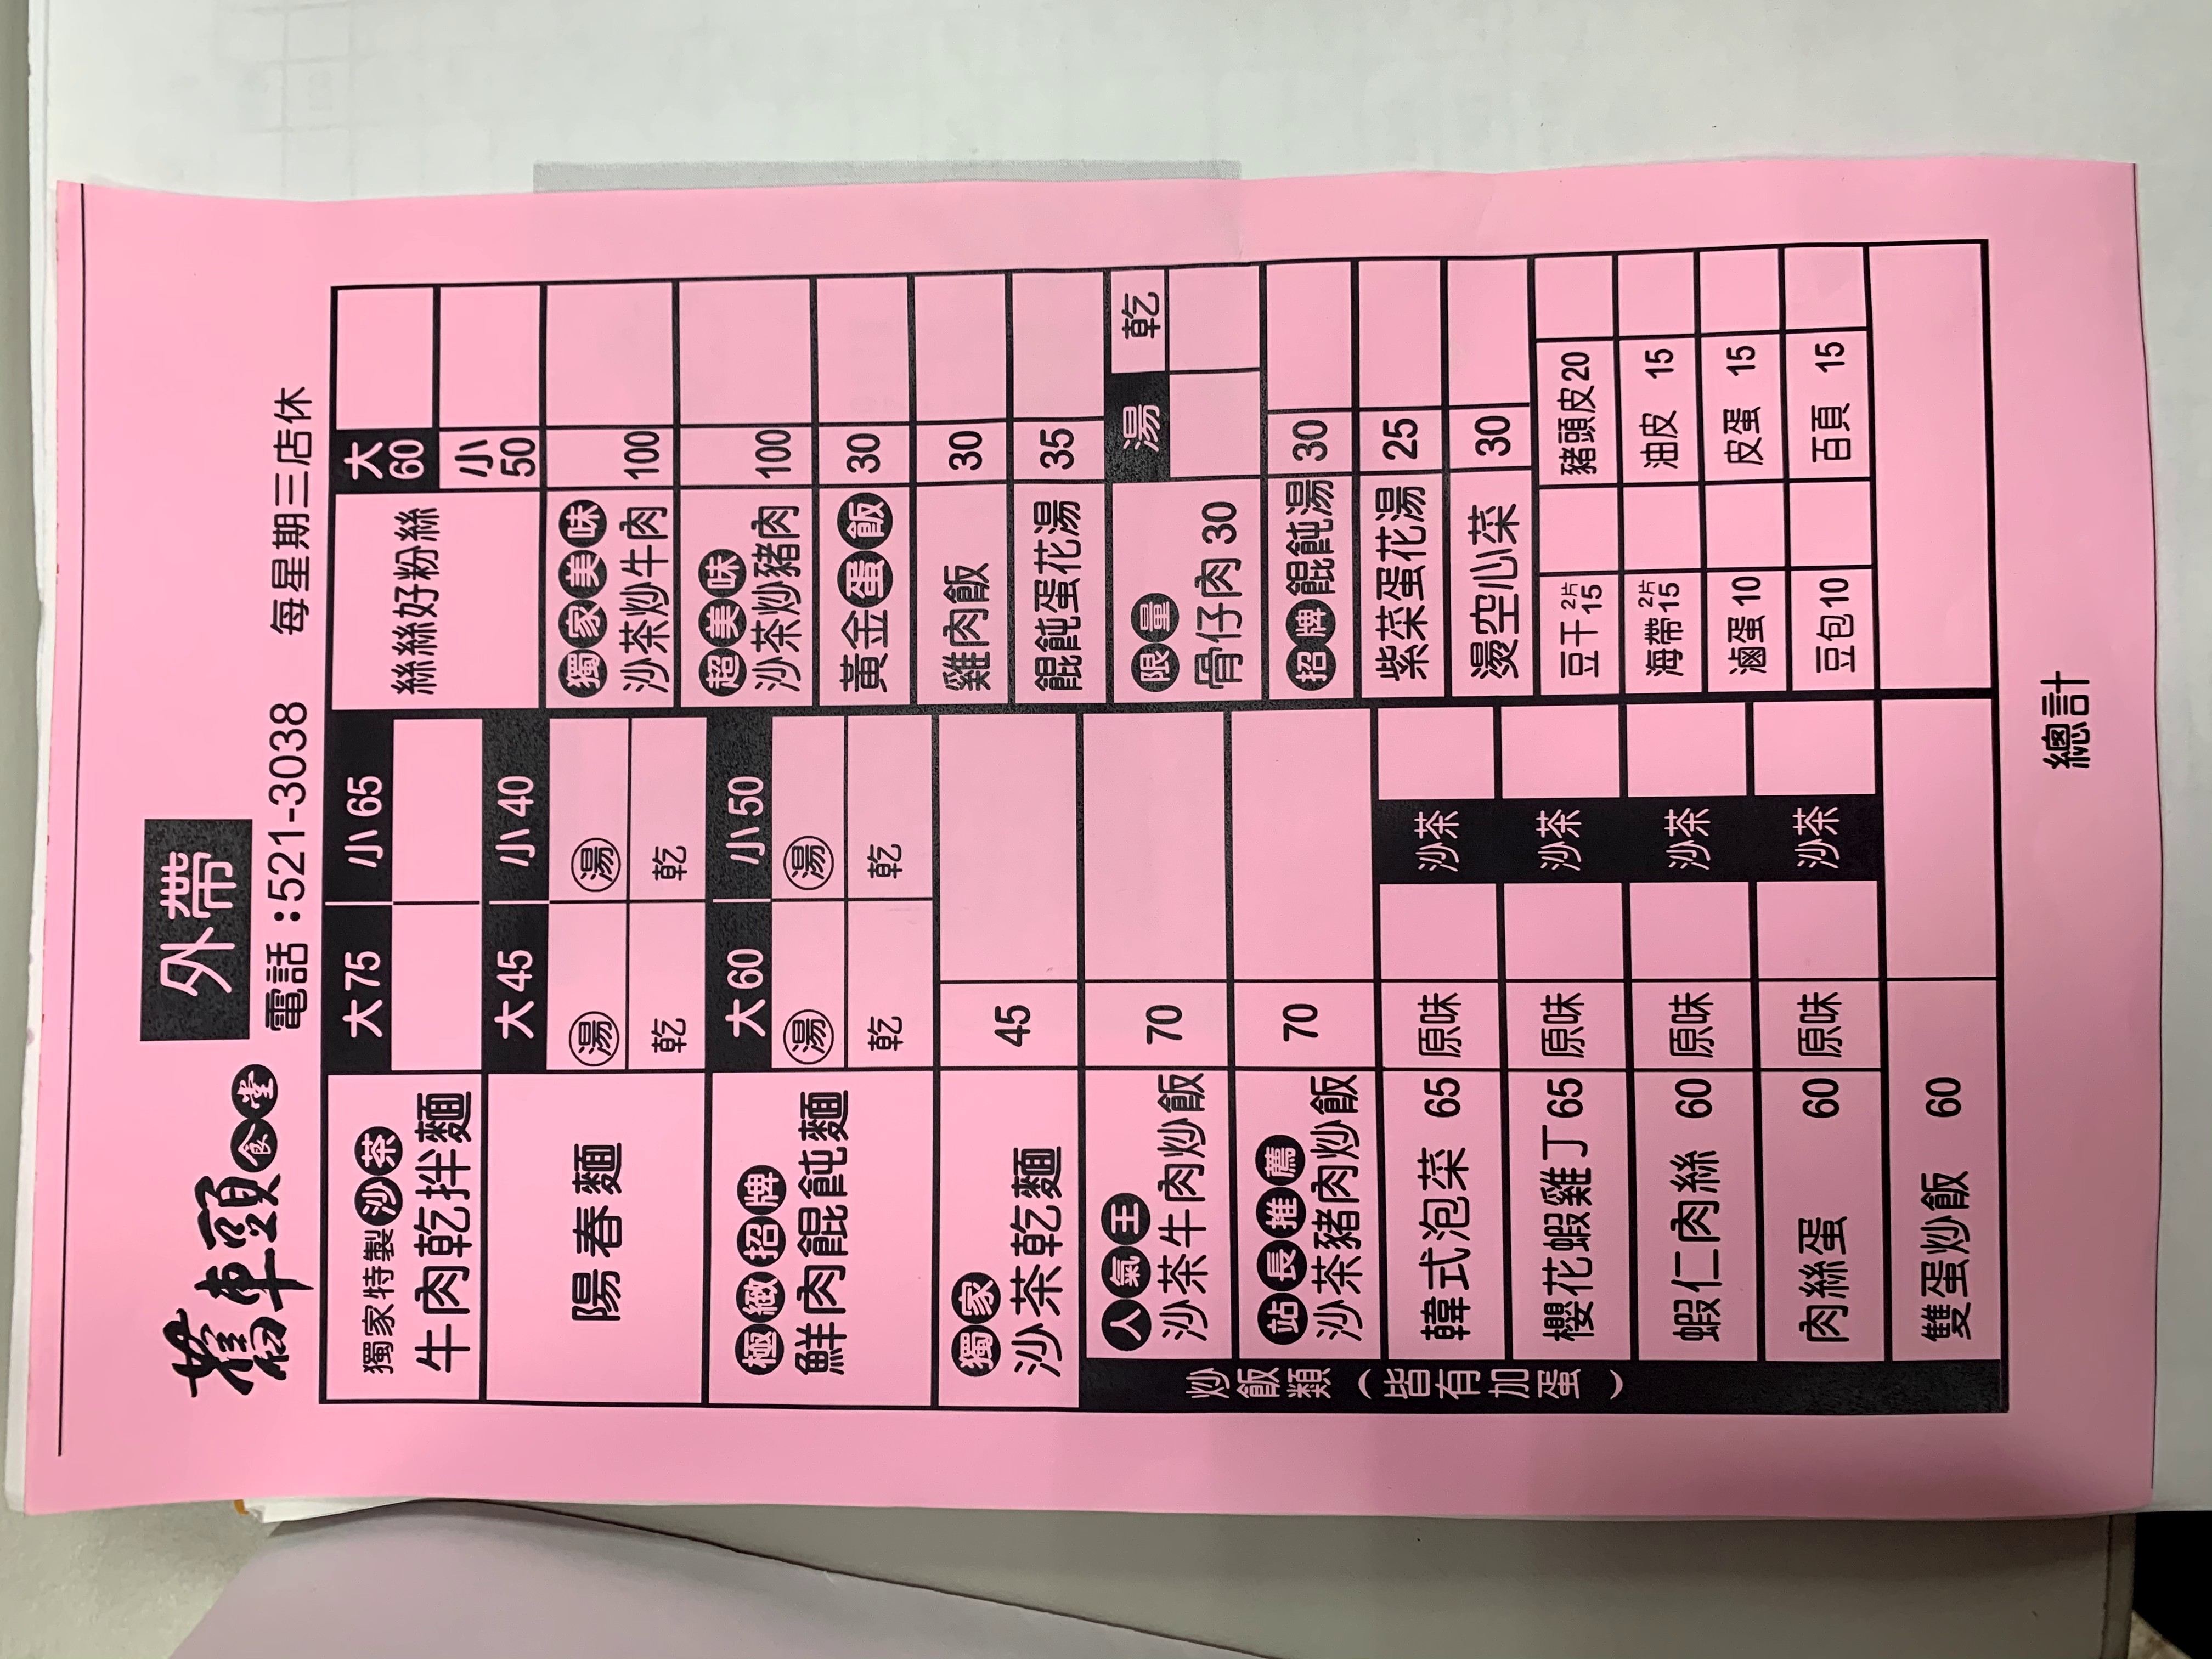 舊車頭食堂
外帶
電話:521-3038 每星期三店休
獨家特製沙茶
牛肉乾拌麵
大75 小65
陽春麵
大45 小40
湯 湯
乾 乾
極緻招牌
鮮肉餛飩麵
大60 小50
湯 湯
乾 乾
獨家
沙茶乾麵 45
炒飯類(皆有加蛋)
人氣王
沙茶牛肉炒飯 70
站長推薦
沙茶豬肉炒飯 70
韓式泡菜 65 原味 沙茶
櫻花蝦雞丁65 原味 沙茶
蝦仁肉絲 60 原味 沙茶
肉絲蛋 60 原味 沙茶
雙蛋炒飯 60
絲絲好粉絲
大
60
小
50
獨家美味
沙茶炒牛肉 100
超美味
沙茶炒豬肉 100
黃金蛋飯 30
雞肉飯 30
餛飩蛋花湯 35
限量
骨仔肉 30
湯 乾
招牌餛飩湯 30
紫菜蛋花湯 25
燙空心菜 30
豆干 2片 15 豬頭皮20
海帶 2片 15 油皮 15
滷蛋 10 皮蛋 15
豆包10 百頁 15
總計